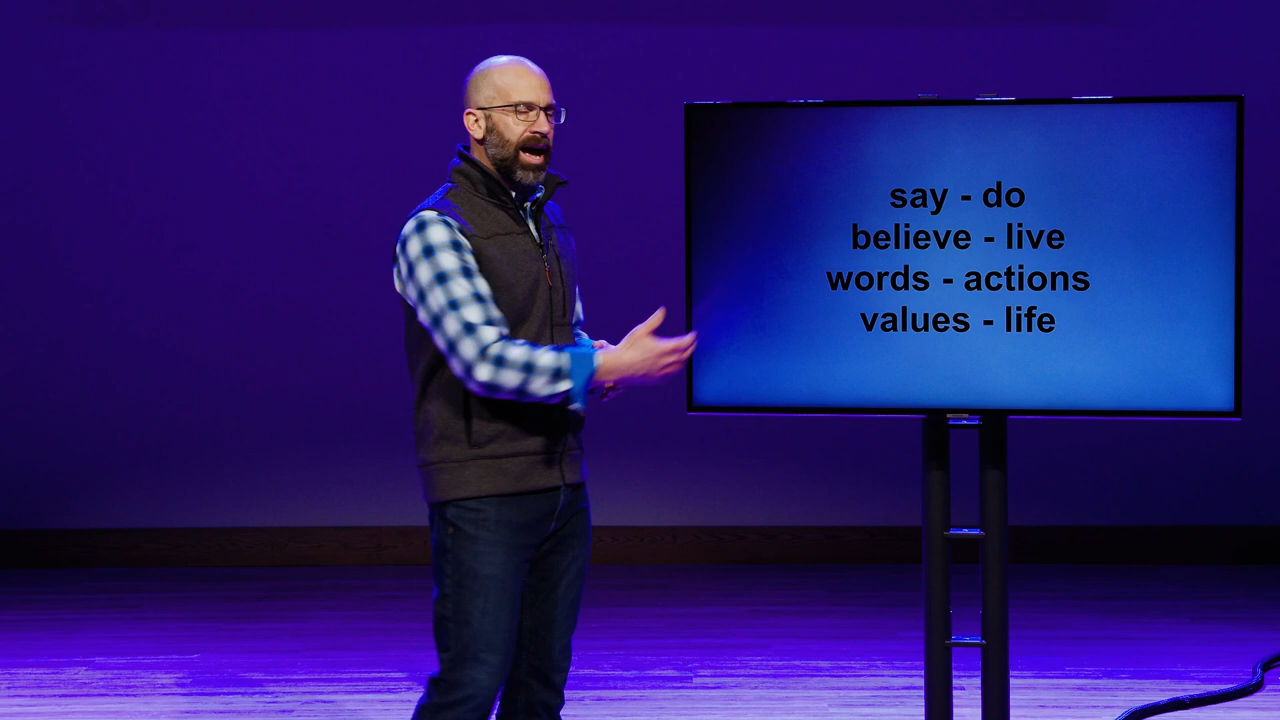 say - do
believe - live
words - actions
values - life